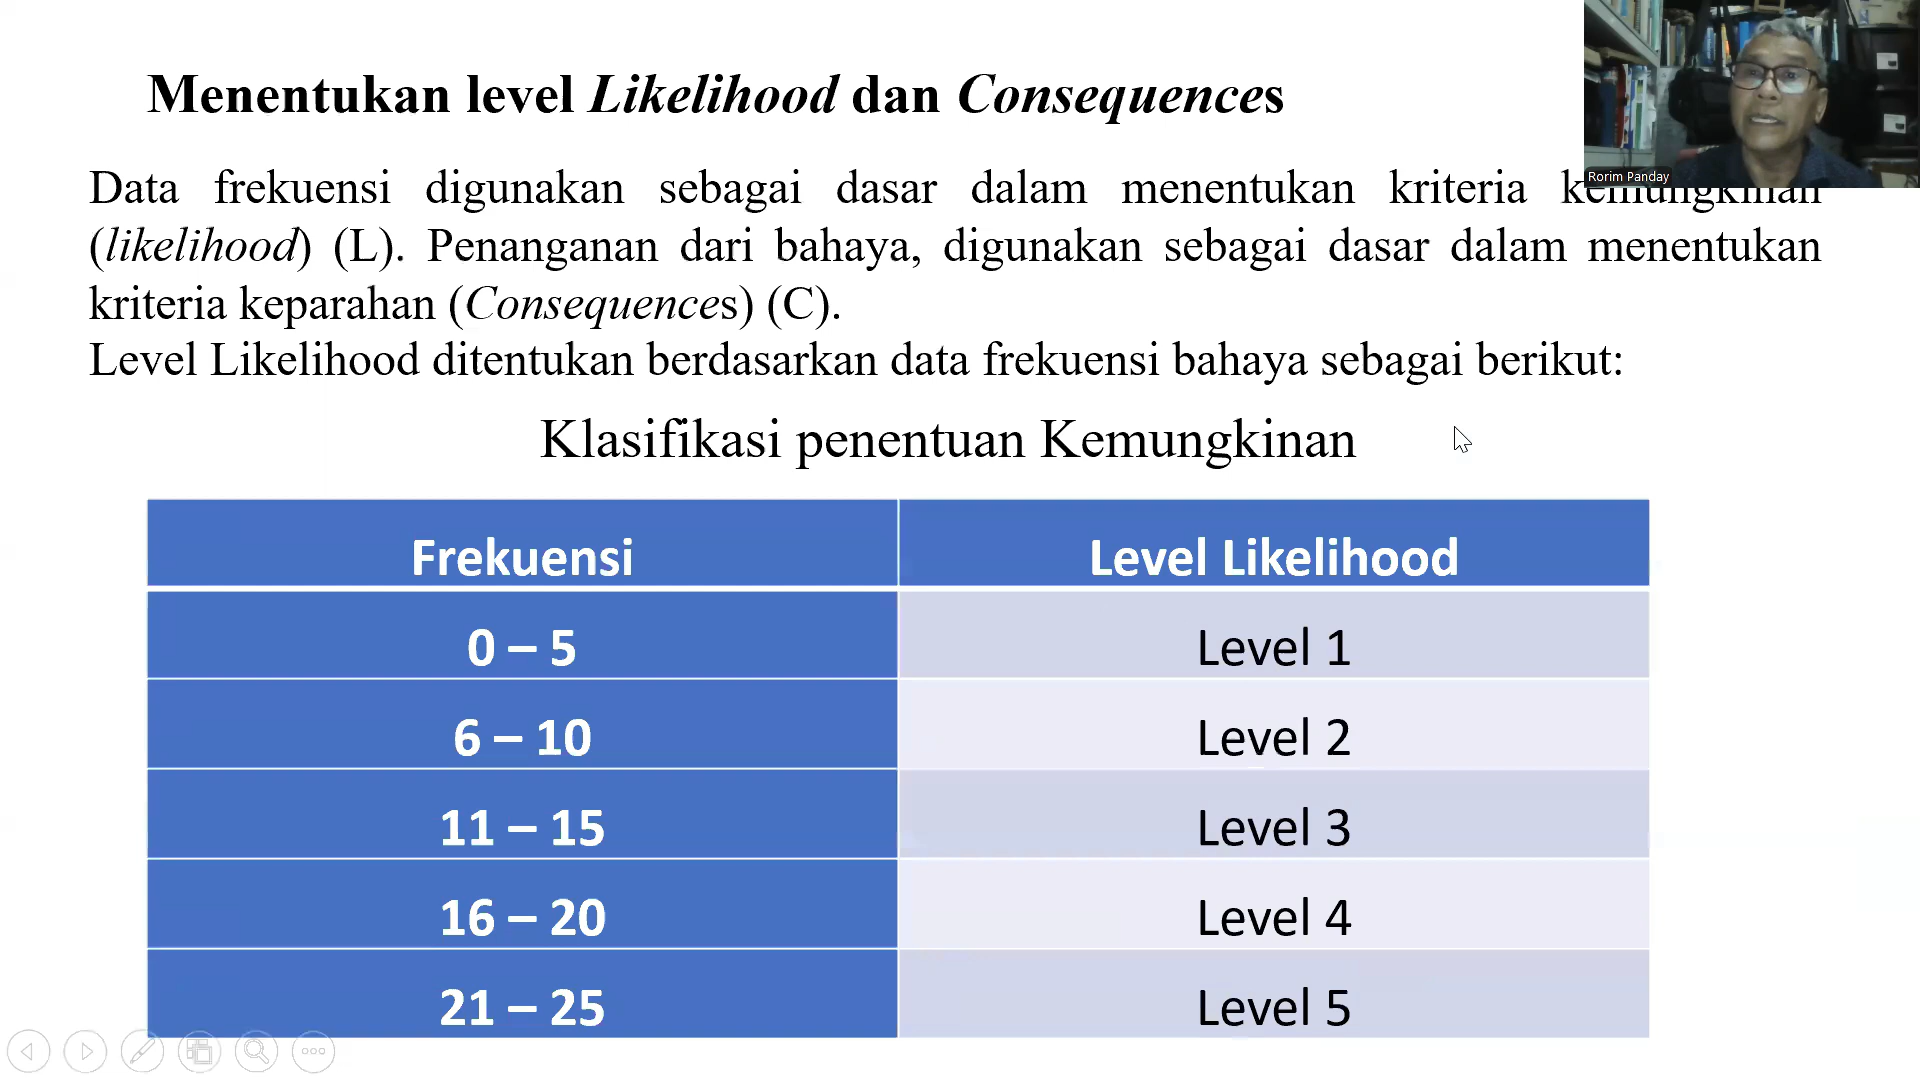 Menentukan level Likelihood dan Consequences
Rorim Panday
Data frekuensi digunakan sebagai dasar dalam menentukan kriteria kemungkinan
(likelihood) (L). Penanganan dari bahaya, digunakan sebagai dasar dalam menentukan
kriteria keparahan (Consequences) (C).
Level Likelihood ditentukan berdasarkan data frekuensi bahaya sebagai berikut:
Klasifikasi penentuan Kemungkinan
Frekuensi Level Likelihood
0 – 5 Level 1
6 – 10 Level 2
11 – 15 Level 3
16 – 20 Level 4
21 – 25 Level 5